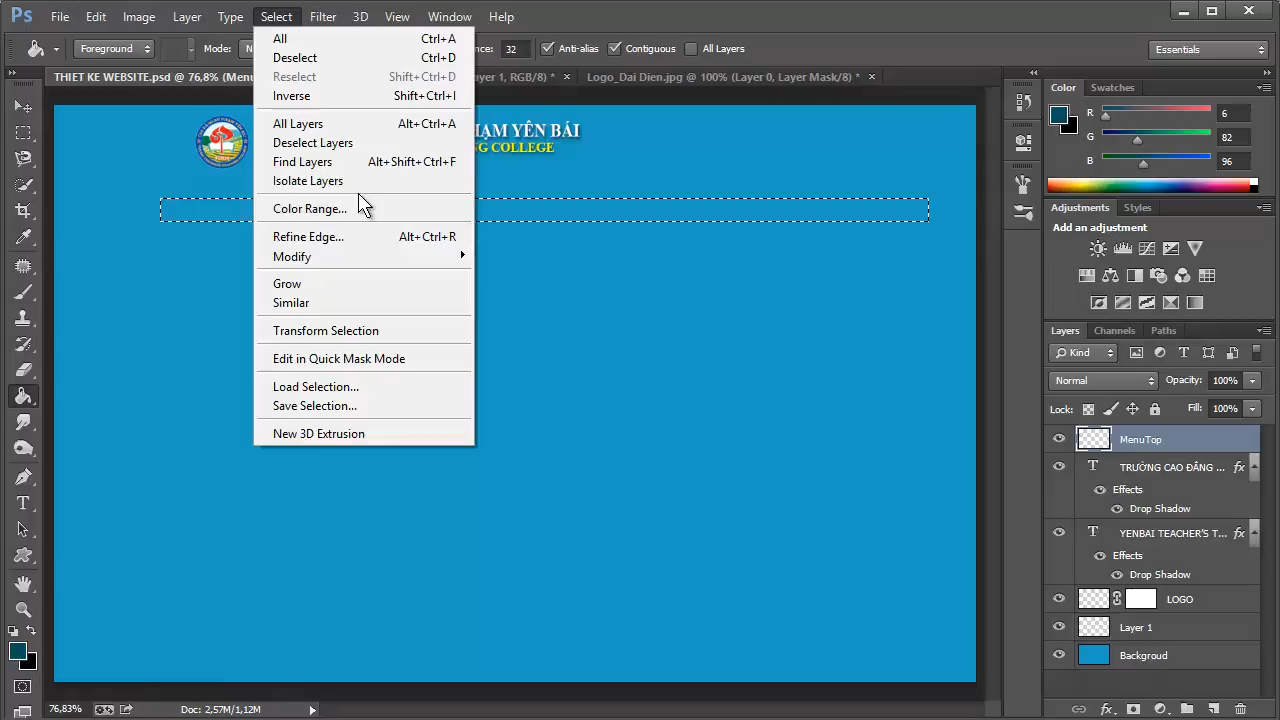 Ps File Edit Image Layer Type Select Filter 3D View Window Help
Foreground Mode: 32 Anti-alias Contiguous All Layers Essentials
THIET KE WEBSITE.psd @ 76,8% (Menu ayer 1, RGB/8) * × Logo_Dai Dien.jpg @ 100% (Layer 0, Layer Mask/8) * ×
All Ctrl+A
Deselect Ctrl+D
Reselect Shift+Ctrl+D
Inverse Shift+Ctrl+I
All Layers Alt+Ctrl+A
Deselect Layers
Find Layers Alt+Shift+Ctrl+F
Isolate Layers
Color Range...
Refine Edge... Alt+Ctrl+R
Modify
Grow
Similar
Transform Selection
Edit in Quick Mask Mode
Load Selection...
Save Selection...
New 3D Extrusion
YÊN BÁI
COLLEGE
Color Swatches
R 6
G 82
B 96
Adjustments Styles
Add an adjustment
Layers Channels Paths
Kind
Normal Opacity: 100%
Lock: Fill: 100%
MenuTop
TRƯỜNG CAO ĐẲNG ... fx
Effects
Drop Shadow
YENBAI TEACHER'S T... fx
Effects
Drop Shadow
LOGO
Layer 1
Backgroud
76,83% Doc: 2,57M/1,12M